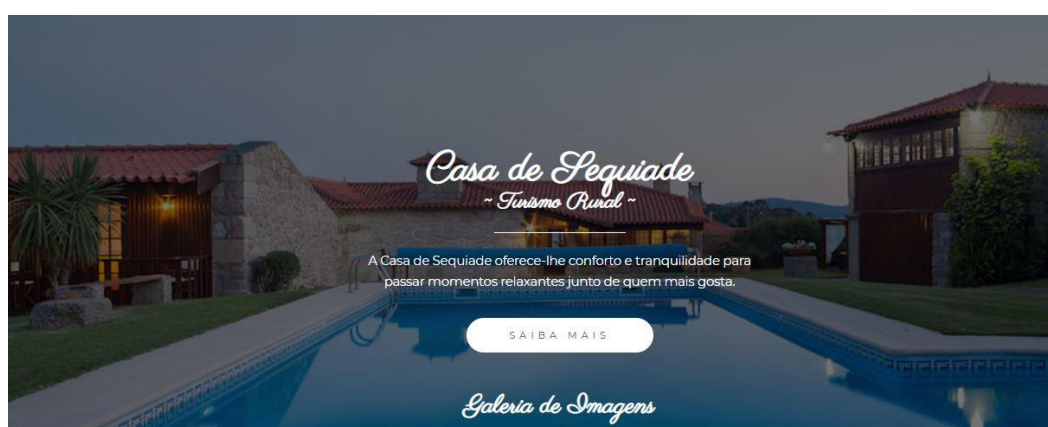 Casa de Sequiade
~ Turismo Rural ~
A Casa de Sequiade oferece-lhe conforto e tranquilidade para
passar momentos relaxantes junto de quem mais gosta.
SAIBA MAIS
Galeria de Imagens